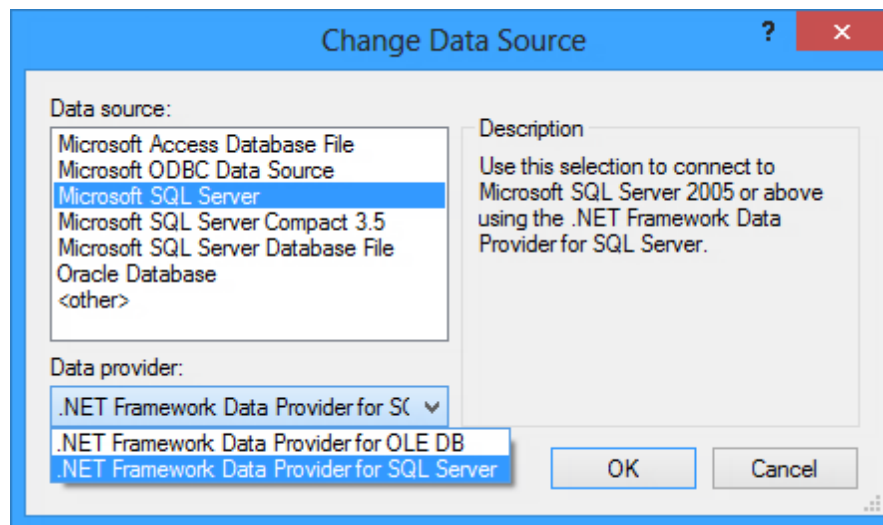 Change Data Source
?
Data source:
Microsoft Access Database File
Microsoft ODBC Data Source
Microsoft SQL Server
Microsoft SQL Server Compact 3.5
Microsoft SQL Server Database File
Oracle Database
<other>
Description
Use this selection to connect to
Microsoft SQL Server 2005 or above
using the .NET Framework Data
Provider for SQL Server.
Data provider:
.NET Framework Data Provider for
.NET Framework Data Provider for OLE DB
.NET Framework Data Provider for SQL Server
OK
Cancel